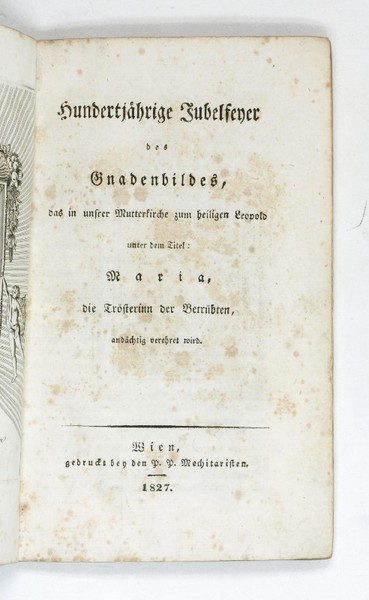 Hundertjährige Jubelfeyer
des
Gnadenbildes,
das in unsrer Mutterkirche zum heiligen Leopold
unter dem Titel:
Maria,
die Trösterinn der Betrübten,
andächtig verehret wird.
Wien,
gedruckt bey den P. P. Mechitaristen.
1827.